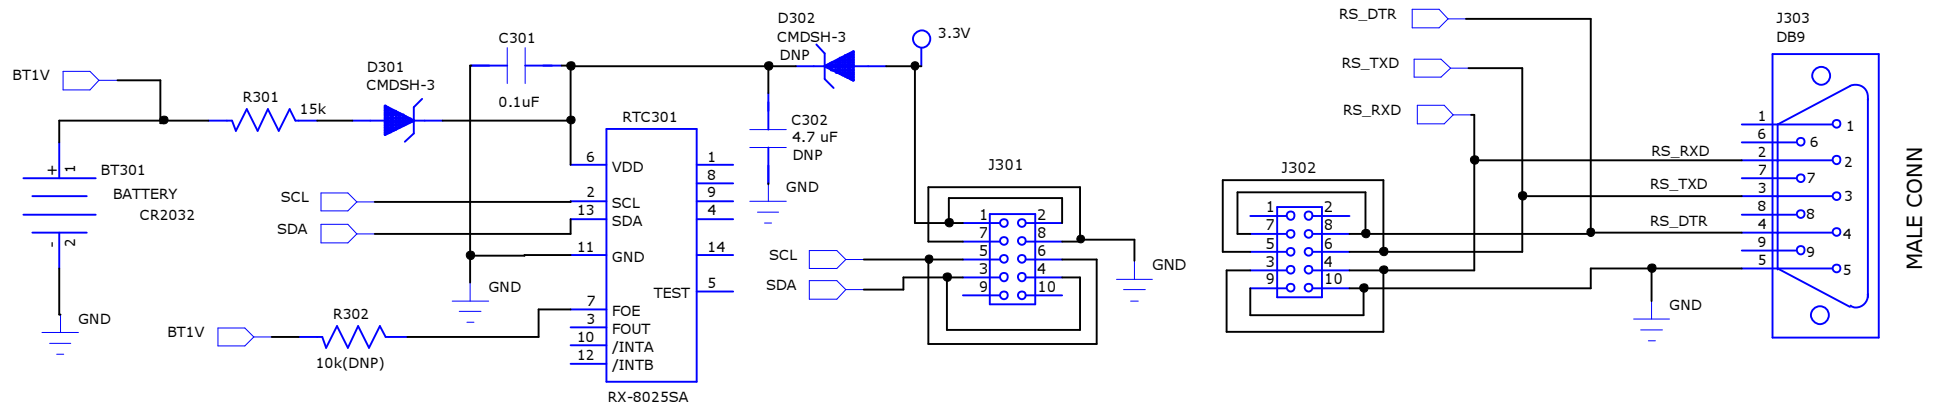 BT1V
R301
15k
D301
CMDSH-3
C301
0.1uF
D302
CMDSH-3
DNP
3.3V
C302
4.7 uF
DNP
GND
BT301
BATTERY
CR2032
+ 1
- 2
GND
SCL
SDA
RTC301
6 VDD
2 SCL
13 SDA
11 GND
7 FOE
3 FOUT
10 /INTA
12 /INTB
1
8
9
4
14
TEST 5
RX-8025SA
GND
BT1V
R302
10k(DNP)
J301
1 2
7 8
5 6
3 4
9 10
SCL
SDA
GND
J302
1 2
7 8
5 6
3 4
9 10
RS_DTR
RS_TXD
RS_RXD
RS_RXD
RS_TXD
RS_DTR
GND
J303
DB9
1 1
6 6
2 2
7 7
3 3
8 8
4 4
9 9
5 5
MALE CONN